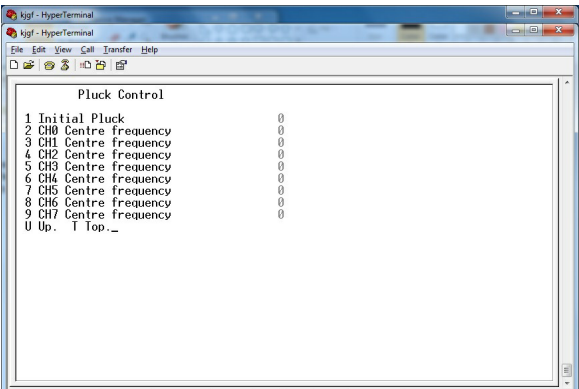 kjgf - HyperTerminal
kjgf - HyperTerminal
File Edit View Call Transfer Help
Pluck Control
1 Initial Pluck 0
2 CH0 Centre frequency 0
3 CH1 Centre frequency 0
4 CH2 Centre frequency 0
5 CH3 Centre frequency 0
6 CH4 Centre frequency 0
7 CH5 Centre frequency 0
8 CH6 Centre frequency 0
9 CH7 Centre frequency 0
U Up. T Top._